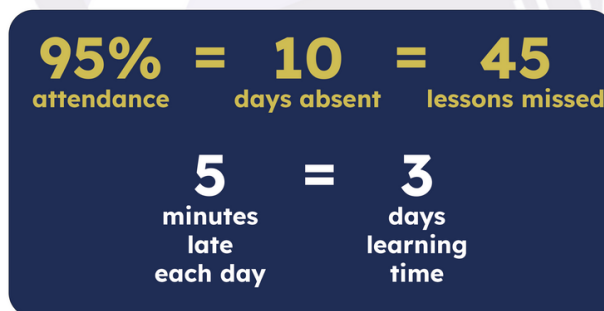 95% = 10 = 45
attendance days absent lessons missed
5 = 3
minutes days
late learning
each day time